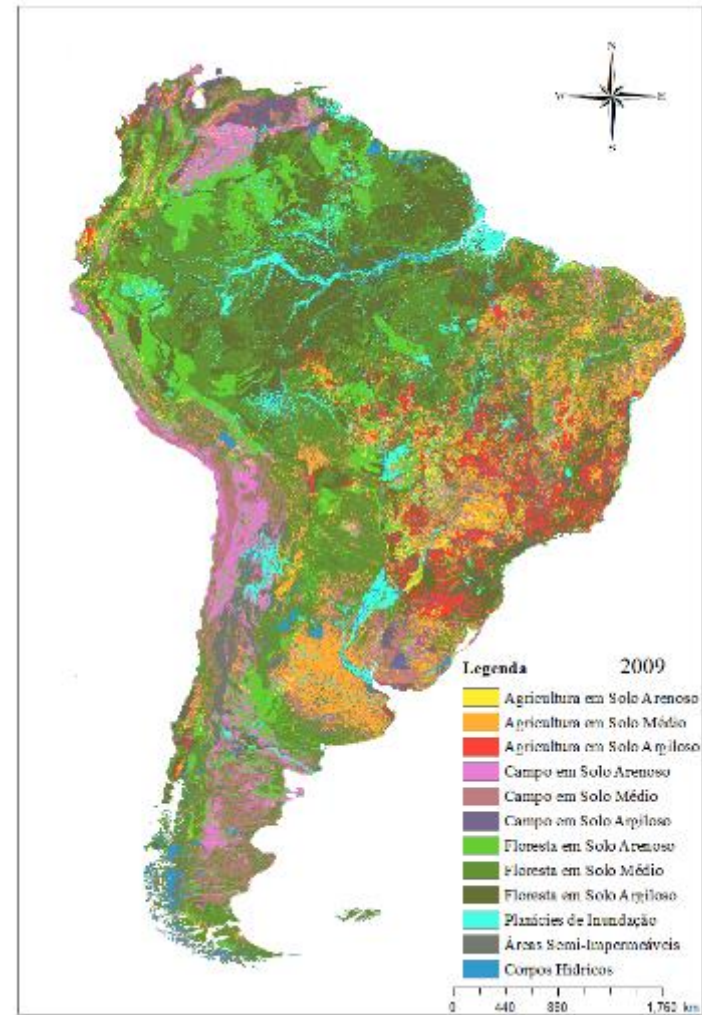 N
W E
S
Legenda 2009
Agricultura em Solo Arenoso
Agricultura em Solo Médio
Agricultura em Solo Argiloso
Campo em Solo Arenoso
Campo em Solo Médio
Campo em Solo Argiloso
Floresta em Solo Arenoso
Floresta em Solo Médio
Floresta em Solo Argiloso
Planícies de Inundação
Áreas Semi-Impermeáveis
Corpos Hídricos
0 440 880 1,760 km